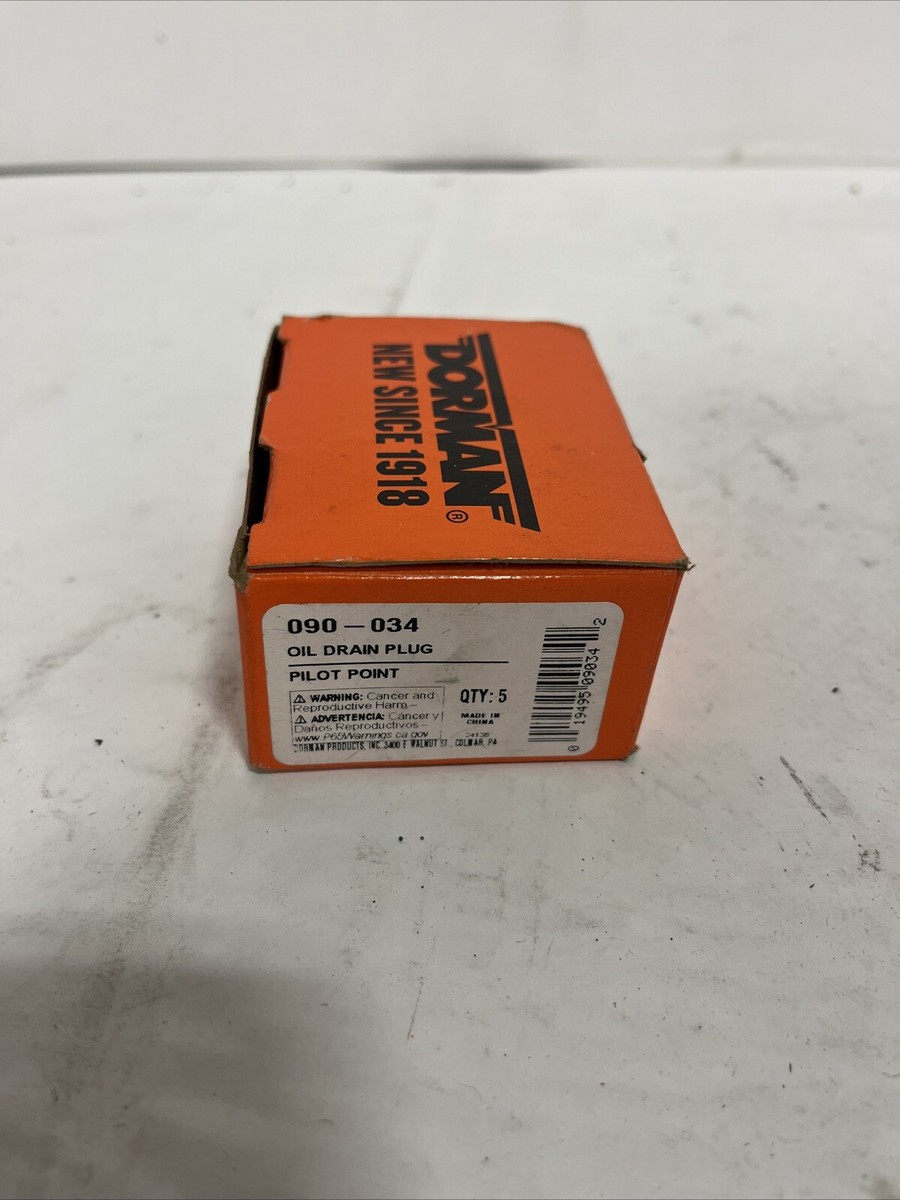 DORMAN®
NEW SINCE 1918
090-034
OIL DRAIN PLUG
PILOT POINT
⚠ WARNING: Cancer and
Reproductive Harm –
⚠ ADVERTENCIA: Cáncer y
Daños Reproductivos –
www.P65Warnings.ca.gov
QTY: 5
MADE IN
CHINA
24138
DORMAN PRODUCTS, INC. 3400 E WALNUT ST., COLMAR, PA
19495 09034 2